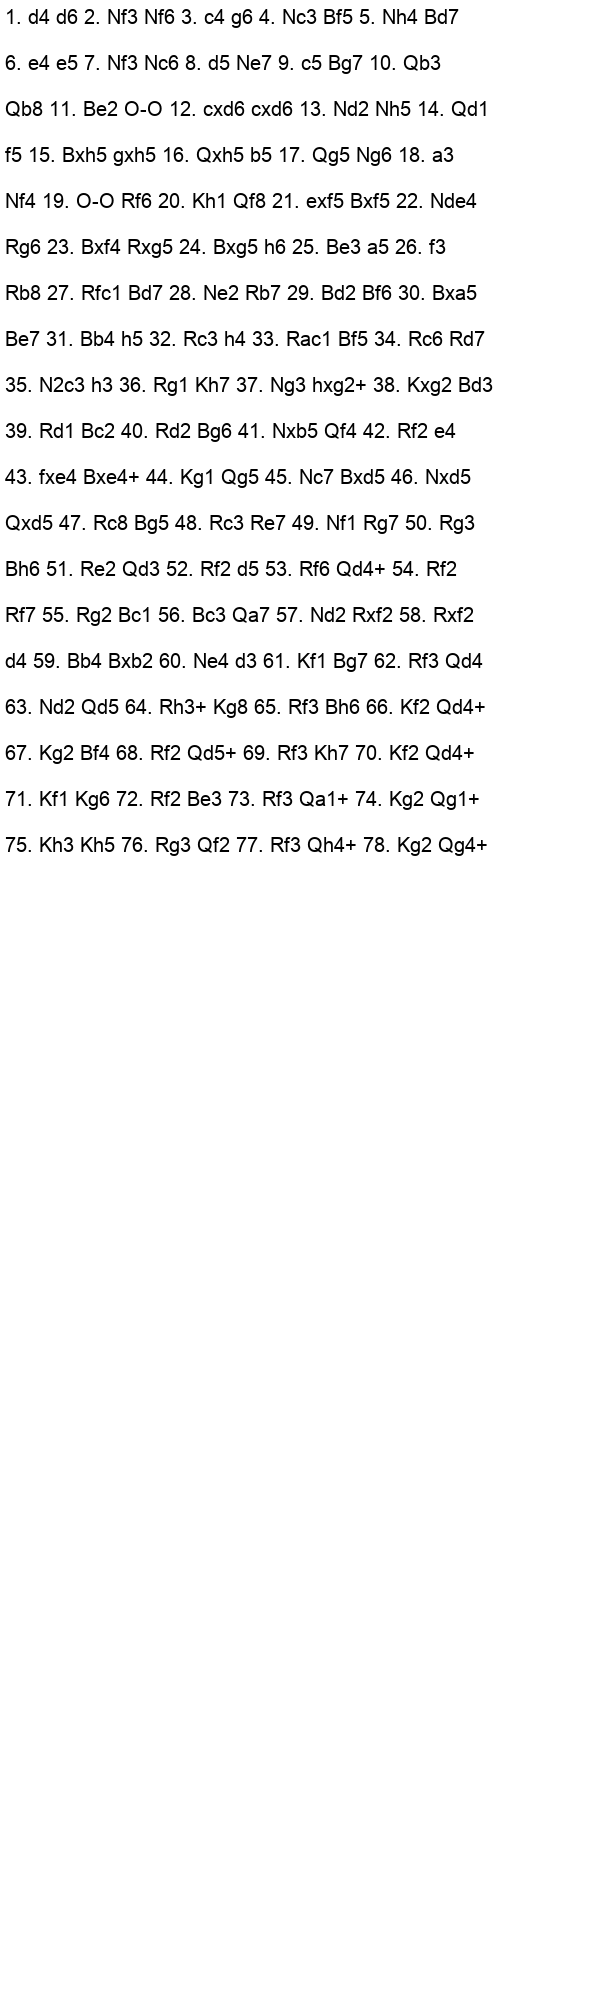 1. d4 d6 2. Nf3 Nf6 3. c4 g6 4. Nc3 Bf5 5. Nh4 Bd7
6. e4 e5 7. Nf3 Nc6 8. d5 Ne7 9. c5 Bg7 10. Qb3
Qb8 11. Be2 O-O 12. cxd6 cxd6 13. Nd2 Nh5 14. Qd1
f5 15. Bxh5 gxh5 16. Qxh5 b5 17. Qg5 Ng6 18. a3
Nf4 19. O-O Rf6 20. Kh1 Qf8 21. exf5 Bxf5 22. Nde4
Rg6 23. Bxf4 Rxg5 24. Bxg5 h6 25. Be3 a5 26. f3
Rb8 27. Rfc1 Bd7 28. Ne2 Rb7 29. Bd2 Bf6 30. Bxa5
Be7 31. Bb4 h5 32. Rc3 h4 33. Rac1 Bf5 34. Rc6 Rd7
35. N2c3 h3 36. Rg1 Kh7 37. Ng3 hxg2+ 38. Kxg2 Bd3
39. Rd1 Bc2 40. Rd2 Bg6 41. Nxb5 Qf4 42. Rf2 e4
43. fxe4 Bxe4+ 44. Kg1 Qg5 45. Nc7 Bxd5 46. Nxd5
Qxd5 47. Rc8 Bg5 48. Rc3 Re7 49. Nf1 Rg7 50. Rg3
Bh6 51. Re2 Qd3 52. Rf2 d5 53. Rf6 Qd4+ 54. Rf2
Rf7 55. Rg2 Bc1 56. Bc3 Qa7 57. Nd2 Rxf2 58. Rxf2
d4 59. Bb4 Bxb2 60. Ne4 d3 61. Kf1 Bg7 62. Rf3 Qd4
63. Nd2 Qd5 64. Rh3+ Kg8 65. Rf3 Bh6 66. Kf2 Qd4+
67. Kg2 Bf4 68. Rf2 Qd5+ 69. Rf3 Kh7 70. Kf2 Qd4+
71. Kf1 Kg6 72. Rf2 Be3 73. Rf3 Qa1+ 74. Kg2 Qg1+
75. Kh3 Kh5 76. Rg3 Qf2 77. Rf3 Qh4+ 78. Kg2 Qg4+